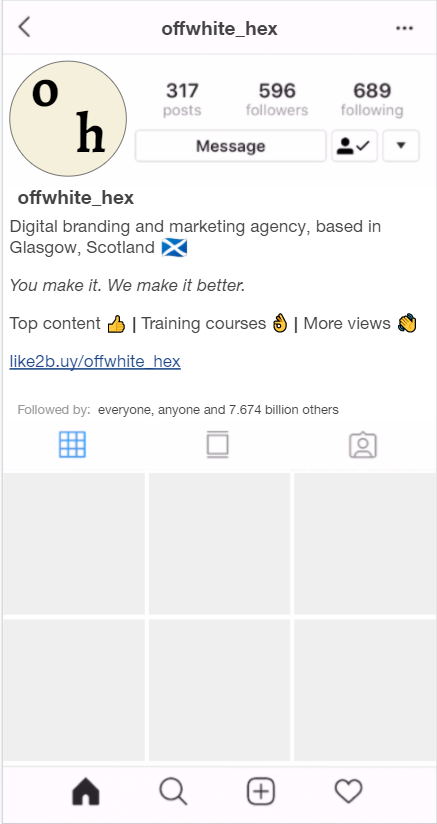 offwhite_hex
o
h
317 596 689
posts followers following
Message
offwhite_hex
Digital branding and marketing agency, based in
Glasgow, Scotland 🏴󠁧󠁢󠁳󠁣󠁴󠁿
You make it. We make it better.
Top content 👍 | Training courses 👌 | More views 👏
like2b.uy/offwhite_hex
Followed by: everyone, anyone and 7.674 billion others